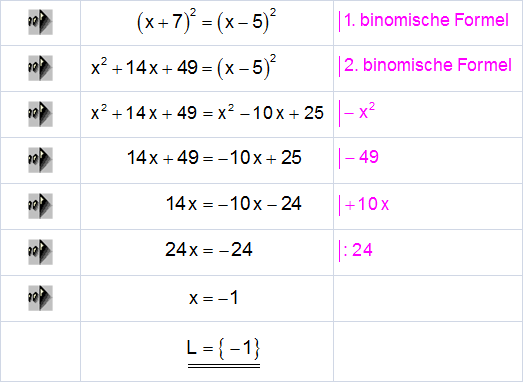 (x + 7)² = (x − 5)² | 1. binomische Formel
x² + 14x + 49 = (x − 5)² | 2. binomische Formel
x² + 14x + 49 = x² − 10x + 25 | − x²
14x + 49 = −10x + 25 | − 49
14x = −10x − 24 | +10x
24x = −24 | : 24
x = −1
L = { −1}